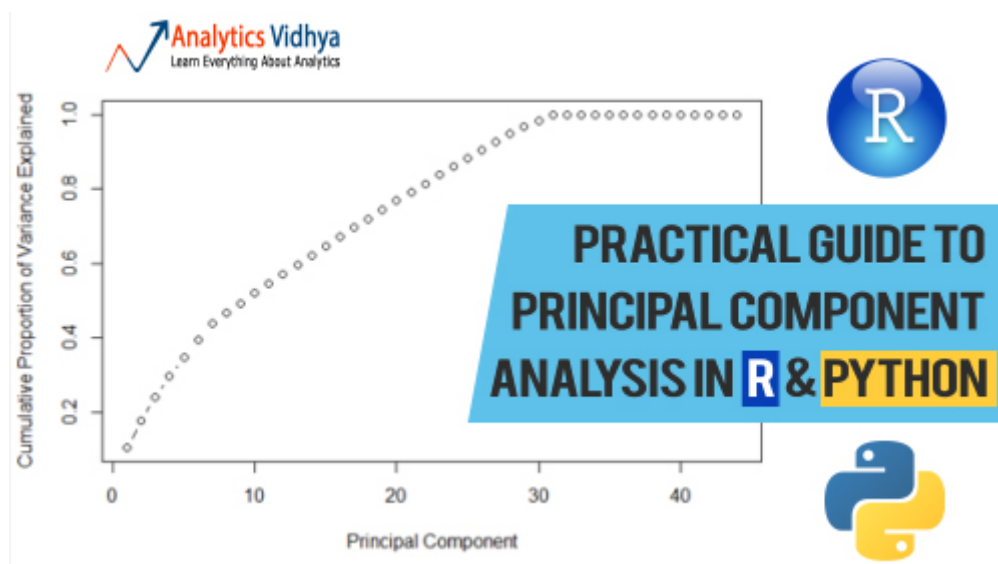 Analytics Vidhya
Learn Everything About Analytics
R
Cumulative Proportion of Variance Explained
1.0
0.8
0.6
0.4
0.2
0 10 20 30 40
Principal Component
PRACTICAL GUIDE TO
PRINCIPAL COMPONENT
ANALYSIS IN R & PYTHON